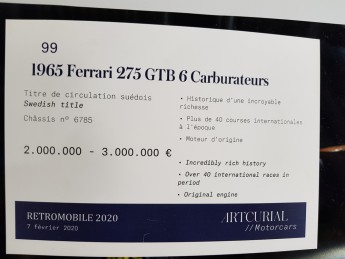 99
1965 Ferrari 275 GTB 6 Carburateurs
Titre de circulation suédois
Swedish title
Châssis nº 6785
2.000.000 - 3.000.000 €
• Historique d'une incroyable
richesse
• Plus de 40 courses internationales
à l'époque
• Moteur d'origine
• Incredibly rich history
• Over 40 international races in
period
• Original engine
RETROMOBILE 2020
7 février 2020
ARTCURIAL
//Motorcars